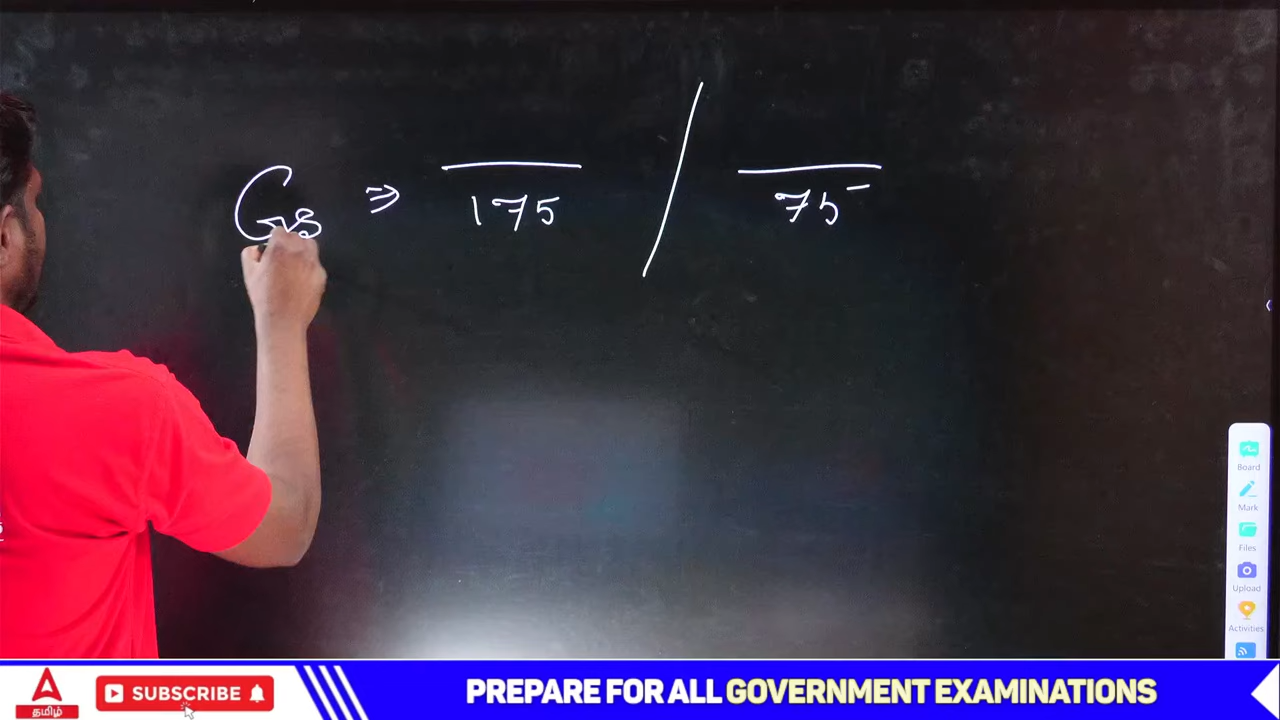 Gs ⇒ 175 / 75
Board
Mark
Files
Upload
Activities
தமிழ்
SUBSCRIBE
PREPARE FOR ALL GOVERNMENT EXAMINATIONS